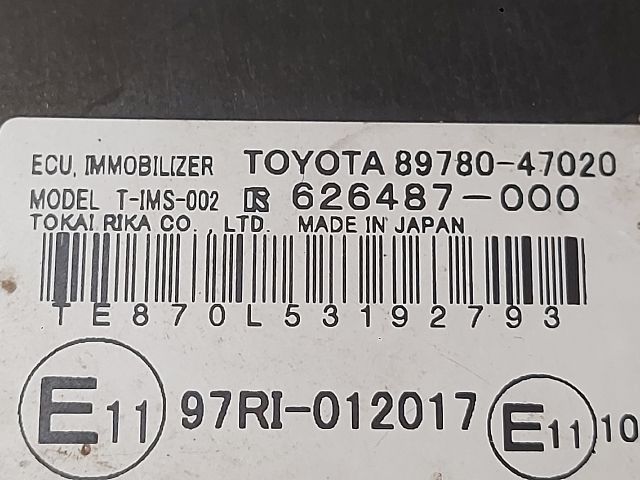 ECU, IMMOBILIZER TOYOTA 89780-47020
MODEL T-IMS-002 626487-000
TOKAI RIKA CO., LTD. MADE IN JAPAN
TE870L53192793
E11 97RI-012017 E11 10